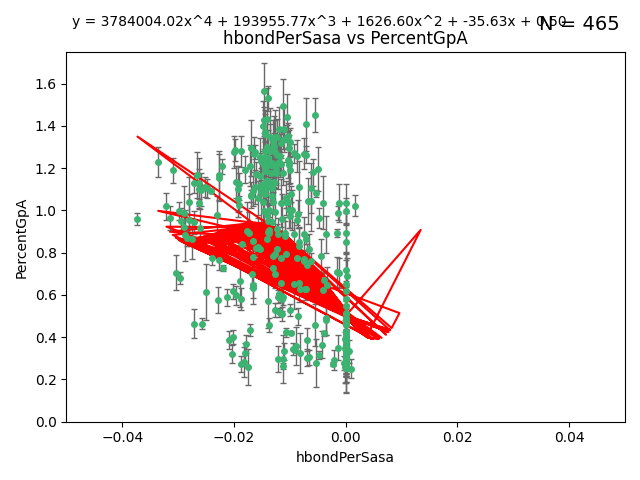 y = 3784004.02x^4 + 193955.77x^3 + 1626.60x^2 + -35.63x + 0.50
N = 465
hbondPerSasa vs PercentGpA
PercentGpA
1.6
1.4
1.2
1.0
0.8
0.6
0.4
0.2
0.0
−0.04 −0.02 0.00 0.02 0.04
hbondPerSasa